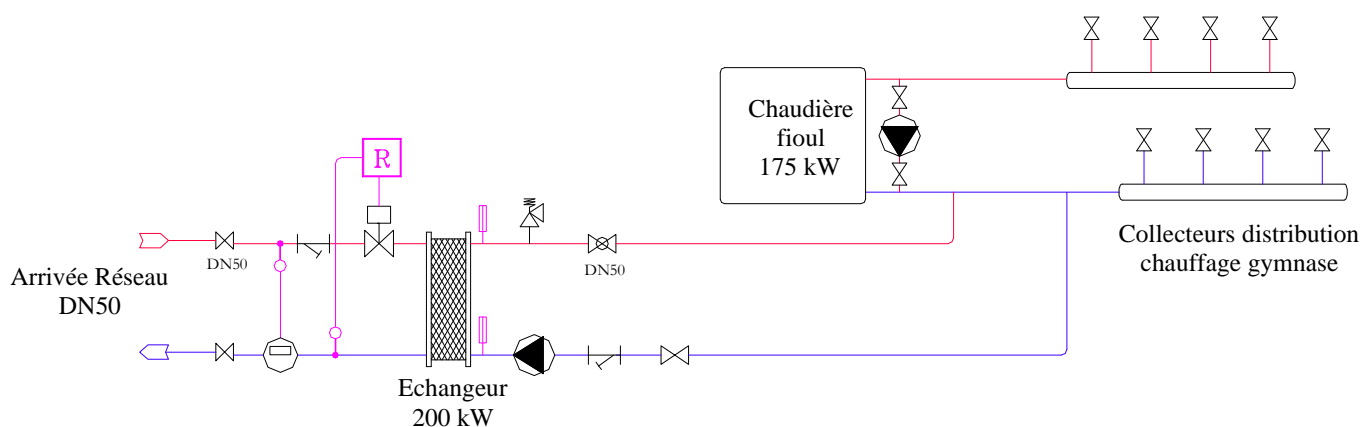 Chaudière
fioul
175 kW
R
DN50
DN50
Arrivée Réseau
DN50
Collecteurs distribution
chauffage gymnase
Echangeur
200 kW